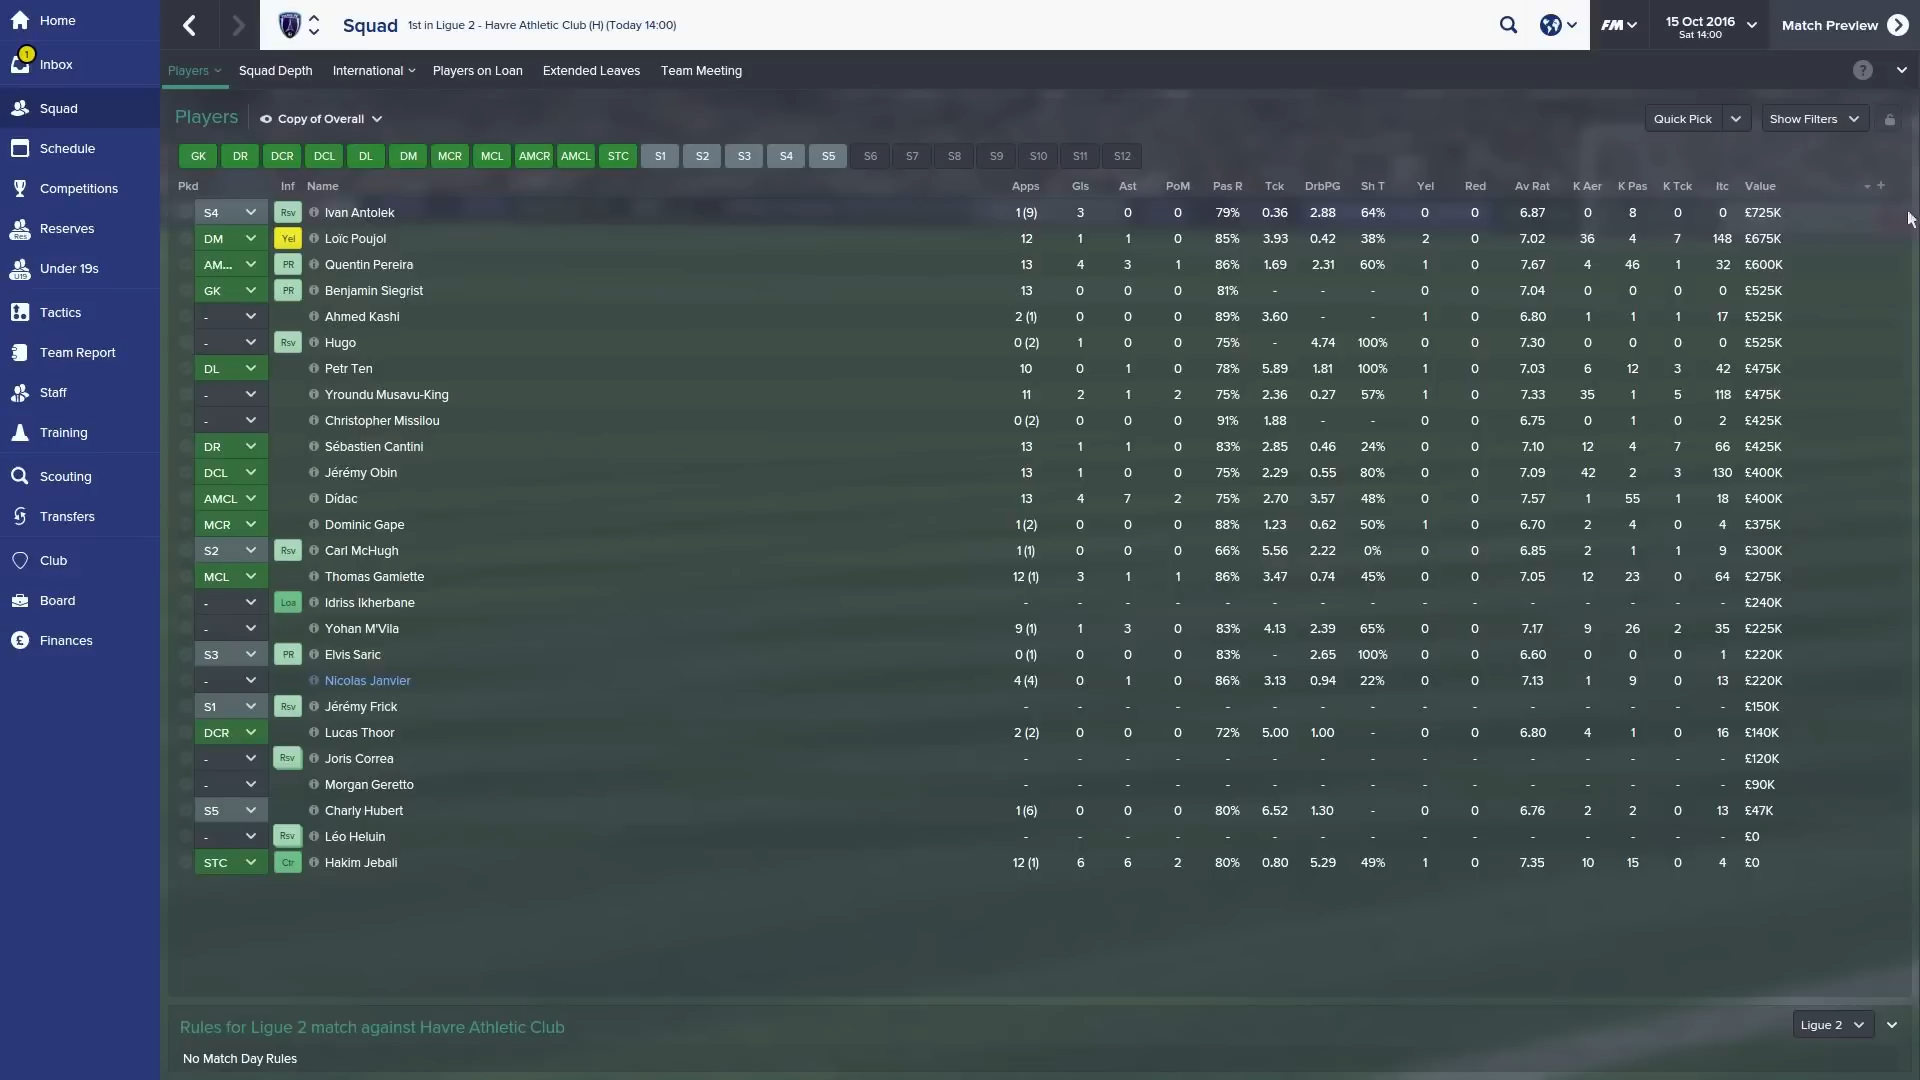 Home
Inbox
1
Squad
Schedule
Competitions
Reserves
Res
Under 19s
U19
Tactics
Team Report
Staff
Training
Scouting
Transfers
Club
Board
Finances
Squad 1st in Ligue 2 - Havre Athletic Club (H) (Today 14:00)
FM
15 Oct 2016
Sat 14:00
Match Preview
Players Squad Depth International Players on Loan Extended Leaves Team Meeting ?
Players Copy of Overall Quick Pick Show Filters
GK DR DCR DCL DL DM MCR MCL AMCR AMCL STC S1 S2 S3 S4 S5 S6 S7 S8 S9 S10 S11 S12
Pkd Inf Name Apps Gls Ast PoM Pas R Tck DrbPG Sh T Yel Red Av Rat K Aer K Pas K Tck Itc Value +
S4 Rsv Ivan Antolek 1 (9) 3 0 0 79% 0.36 2.88 64% 0 0 6.87 0 8 0 0 £725K
DM Yel Loïc Poujol 12 1 1 0 85% 3.93 0.42 38% 2 0 7.02 36 4 7 148 £675K
AM... PR Quentin Pereira 13 4 3 1 86% 1.69 2.31 60% 1 0 7.67 4 46 1 32 £600K
GK PR Benjamin Siegrist 13 0 0 0 81% - - - 0 0 7.04 0 0 0 0 £525K
- Ahmed Kashi 2 (1) 0 0 0 89% 3.60 - - 1 0 6.80 1 1 1 17 £525K
- Rsv Hugo 0 (2) 1 0 0 75% - 4.74 100% 0 0 7.30 0 0 0 0 £525K
DL Petr Ten 10 0 1 0 78% 5.89 1.81 100% 1 0 7.03 6 12 3 42 £475K
- Yroundu Musavu-King 11 2 1 2 75% 2.36 0.27 57% 1 0 7.33 35 1 5 118 £475K
- Christopher Missilou 0 (2) 0 0 0 91% 1.88 - - 0 0 6.75 0 1 0 2 £425K
DR Sébastien Cantini 13 1 1 0 83% 2.85 0.46 24% 0 0 7.10 12 4 7 66 £425K
DCL Jérémy Obin 13 1 0 0 75% 2.29 0.55 80% 0 0 7.09 42 2 3 130 £400K
AMCL Dídac 13 4 7 2 75% 2.70 3.57 48% 0 0 7.57 1 55 1 18 £400K
MCR Dominic Gape 1 (2) 0 0 0 88% 1.23 0.62 50% 1 0 6.70 2 4 0 4 £375K
S2 Rsv Carl McHugh 1 (1) 0 0 0 66% 5.56 2.22 0% 0 0 6.85 2 1 1 9 £300K
MCL Thomas Gamiette 12 (1) 3 1 1 86% 3.47 0.74 45% 0 0 7.05 12 23 0 64 £275K
- Loa Idriss Ikherbane - - - - - - - - - - - - - - - £240K
- Yohan M'Vila 9 (1) 1 3 0 83% 4.13 2.39 65% 0 0 7.17 9 26 2 35 £225K
S3 PR Elvis Saric 0 (1) 0 0 0 83% - 2.65 100% 0 0 6.60 0 0 0 1 £220K
- Nicolas Janvier 4 (4) 0 1 0 86% 3.13 0.94 22% 0 0 7.13 1 9 0 13 £220K
S1 Rsv Jérémy Frick - - - - - - - - - - - - - - - £150K
DCR Lucas Thoor 2 (2) 0 0 0 72% 5.00 1.00 - 0 0 6.80 4 1 0 16 £140K
- Rsv Joris Correa - - - - - - - - - - - - - - - £120K
- Morgan Geretto - - - - - - - - - - - - - - - £90K
S5 Charly Hubert 1 (6) 0 0 0 80% 6.52 1.30 - 0 0 6.76 2 2 0 13 £47K
- Rsv Léo Heluin - - - - - - - - - - - - - - - £0
STC Ctr Hakim Jebali 12 (1) 6 6 2 80% 0.80 5.29 49% 1 0 7.35 10 15 0 4 £0
Rules for Ligue 2 match against Havre Athletic Club Ligue 2
No Match Day Rules